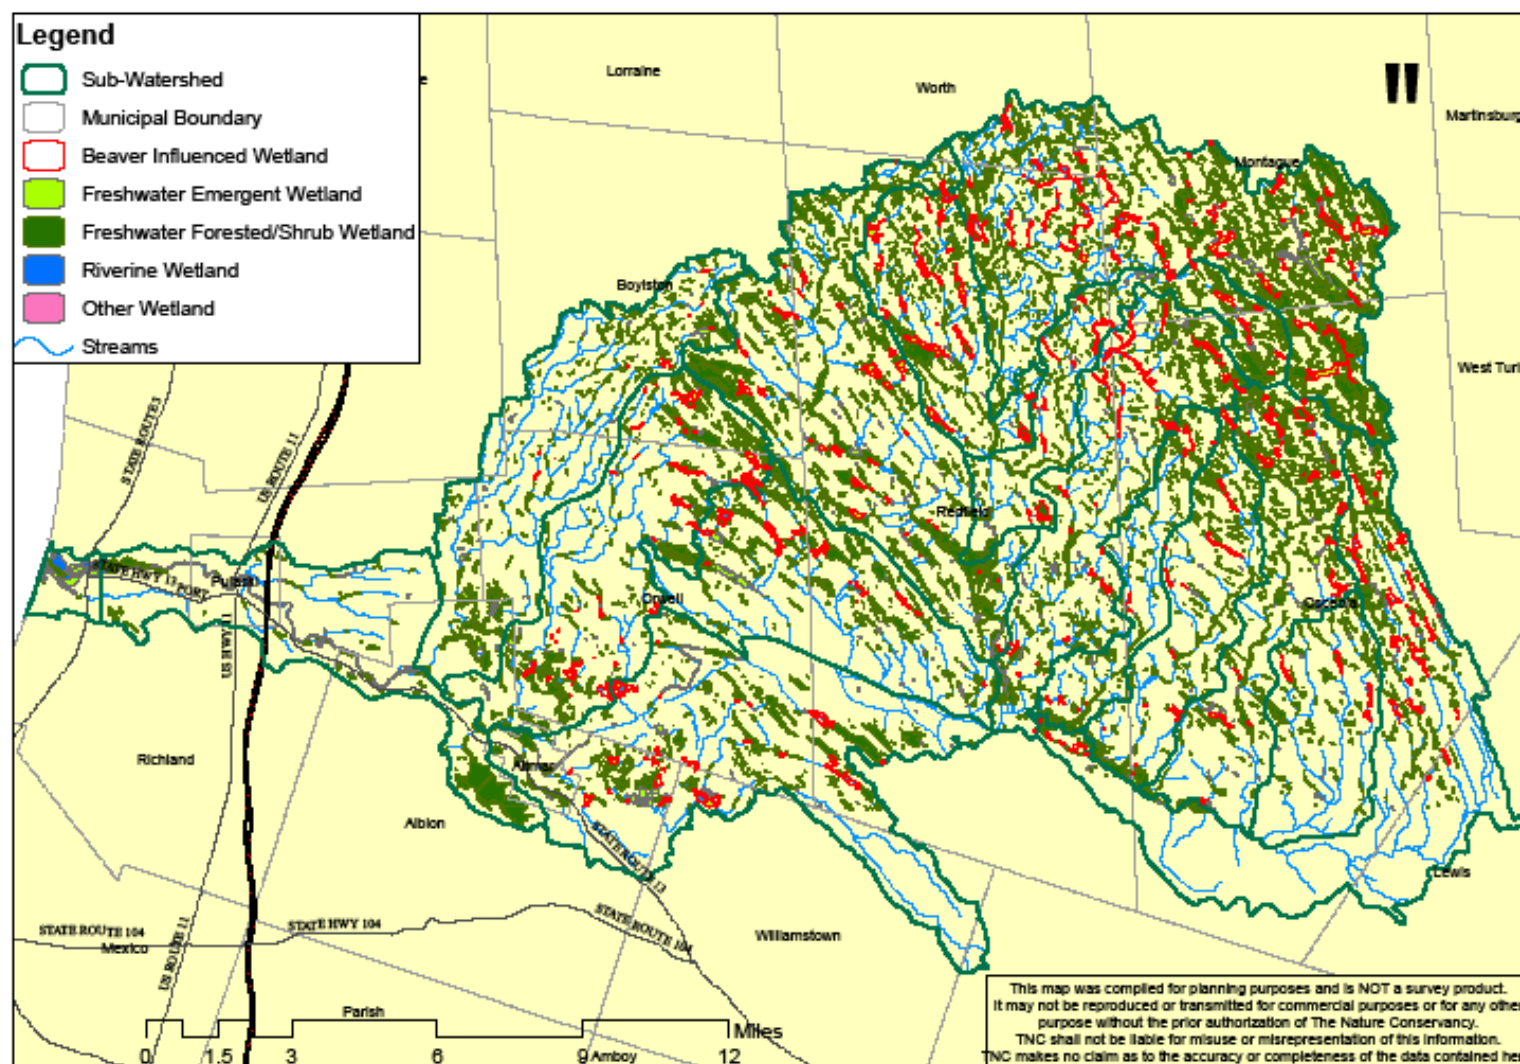 Legend
Sub-Watershed
Municipal Boundary
Beaver Influenced Wetland
Freshwater Emergent Wetland
Freshwater Forested/Shrub Wetland
Riverine Wetland
Other Wetland
Streams
e
Lorraine
Worth
"
Martinsburg
Montague
Boylston
West Turi
STATE ROUTE 3
US ROUTE 11
Redfield
STATE HWY 13 PORT
Pulaski
Orwell
Osceola
US HWY 11
Richland
Altmar
Albion
STATE ROUTE 13
Lewis
STATE ROUTE 104
STATE HWY 104
STATE ROUTE 104
Mexico
Williamstown
US ROUTE 11
Parish
Miles
0 1.5 3 6 9 12
Amboy
This map was compiled for planning purposes and is NOT a survey product.
It may not be reproduced or transmitted for commercial purposes or for any other
purpose without the prior authorization of The Nature Conservancy.
TNC shall not be liable for misuse or misrepresentation of this information.
TNC makes no claim as to the accuracy or completeness of the data contained her